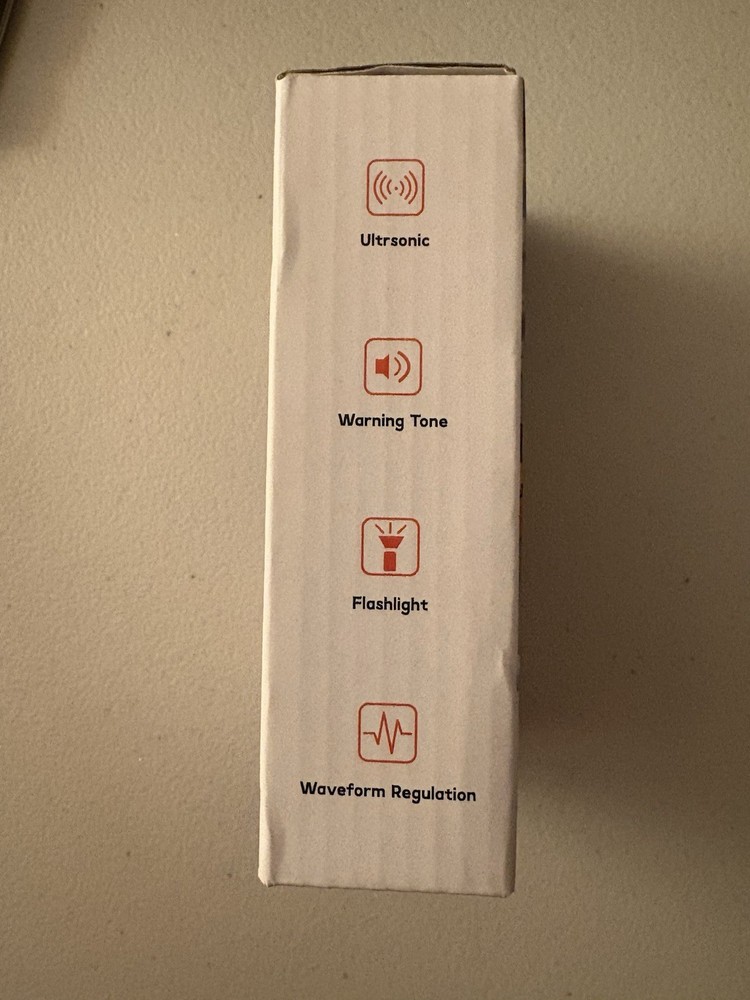 Ultrsonic
Warning Tone
Flashlight
Waveform Regulation